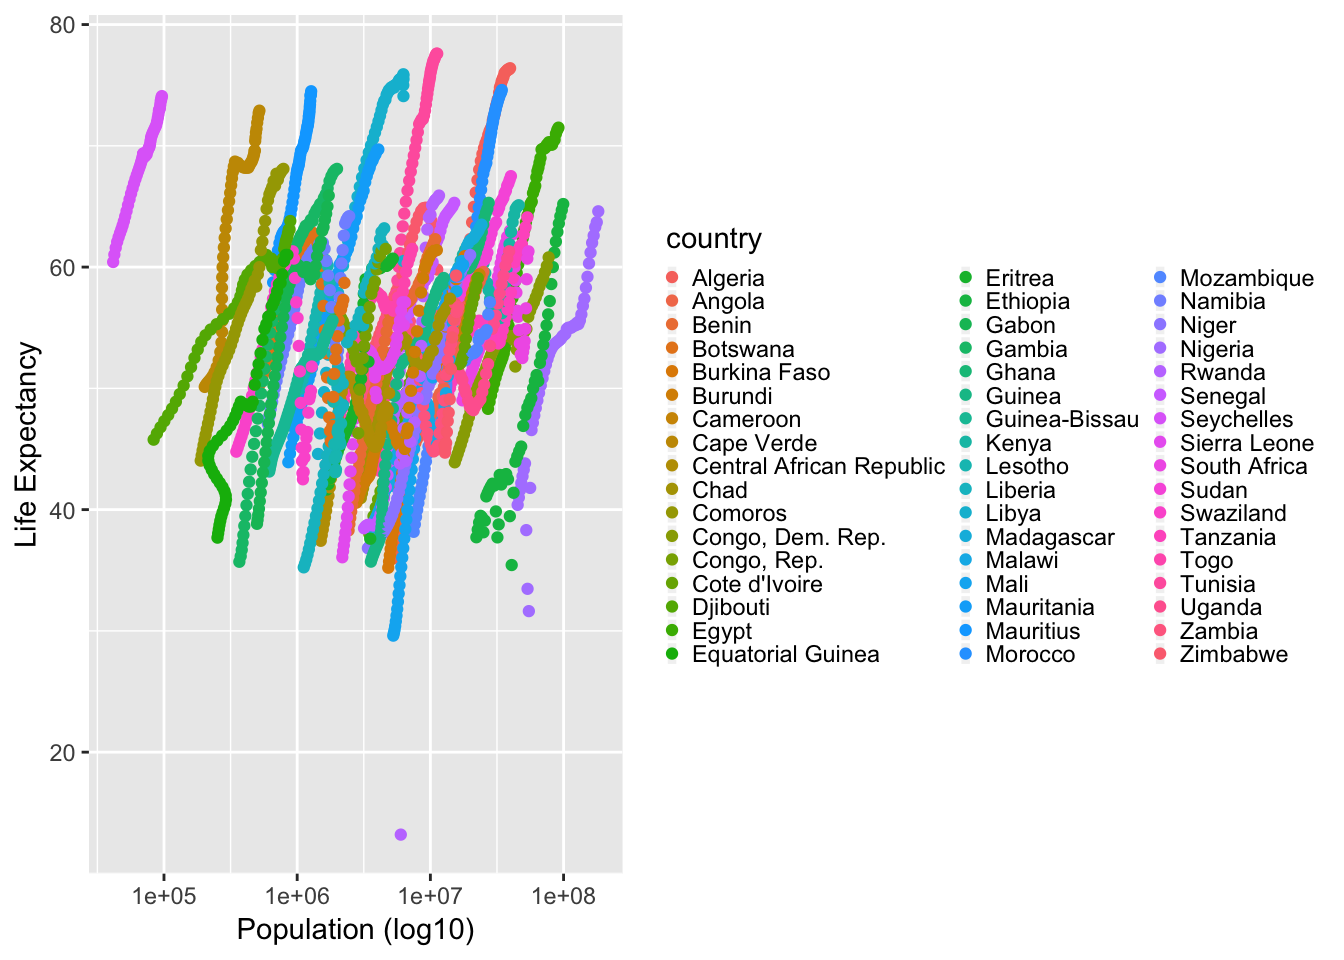 80
60
40
20
Life Expectancy
1e+05 1e+06 1e+07 1e+08
Population (log10)
country
Algeria
Angola
Benin
Botswana
Burkina Faso
Burundi
Cameroon
Cape Verde
Central African Republic
Chad
Comoros
Congo, Dem. Rep.
Congo, Rep.
Cote d'Ivoire
Djibouti
Egypt
Equatorial Guinea
Eritrea
Ethiopia
Gabon
Gambia
Ghana
Guinea
Guinea-Bissau
Kenya
Lesotho
Liberia
Libya
Madagascar
Malawi
Mali
Mauritania
Mauritius
Morocco
Mozambique
Namibia
Niger
Nigeria
Rwanda
Senegal
Seychelles
Sierra Leone
South Africa
Sudan
Swaziland
Tanzania
Togo
Tunisia
Uganda
Zambia
Zimbabwe